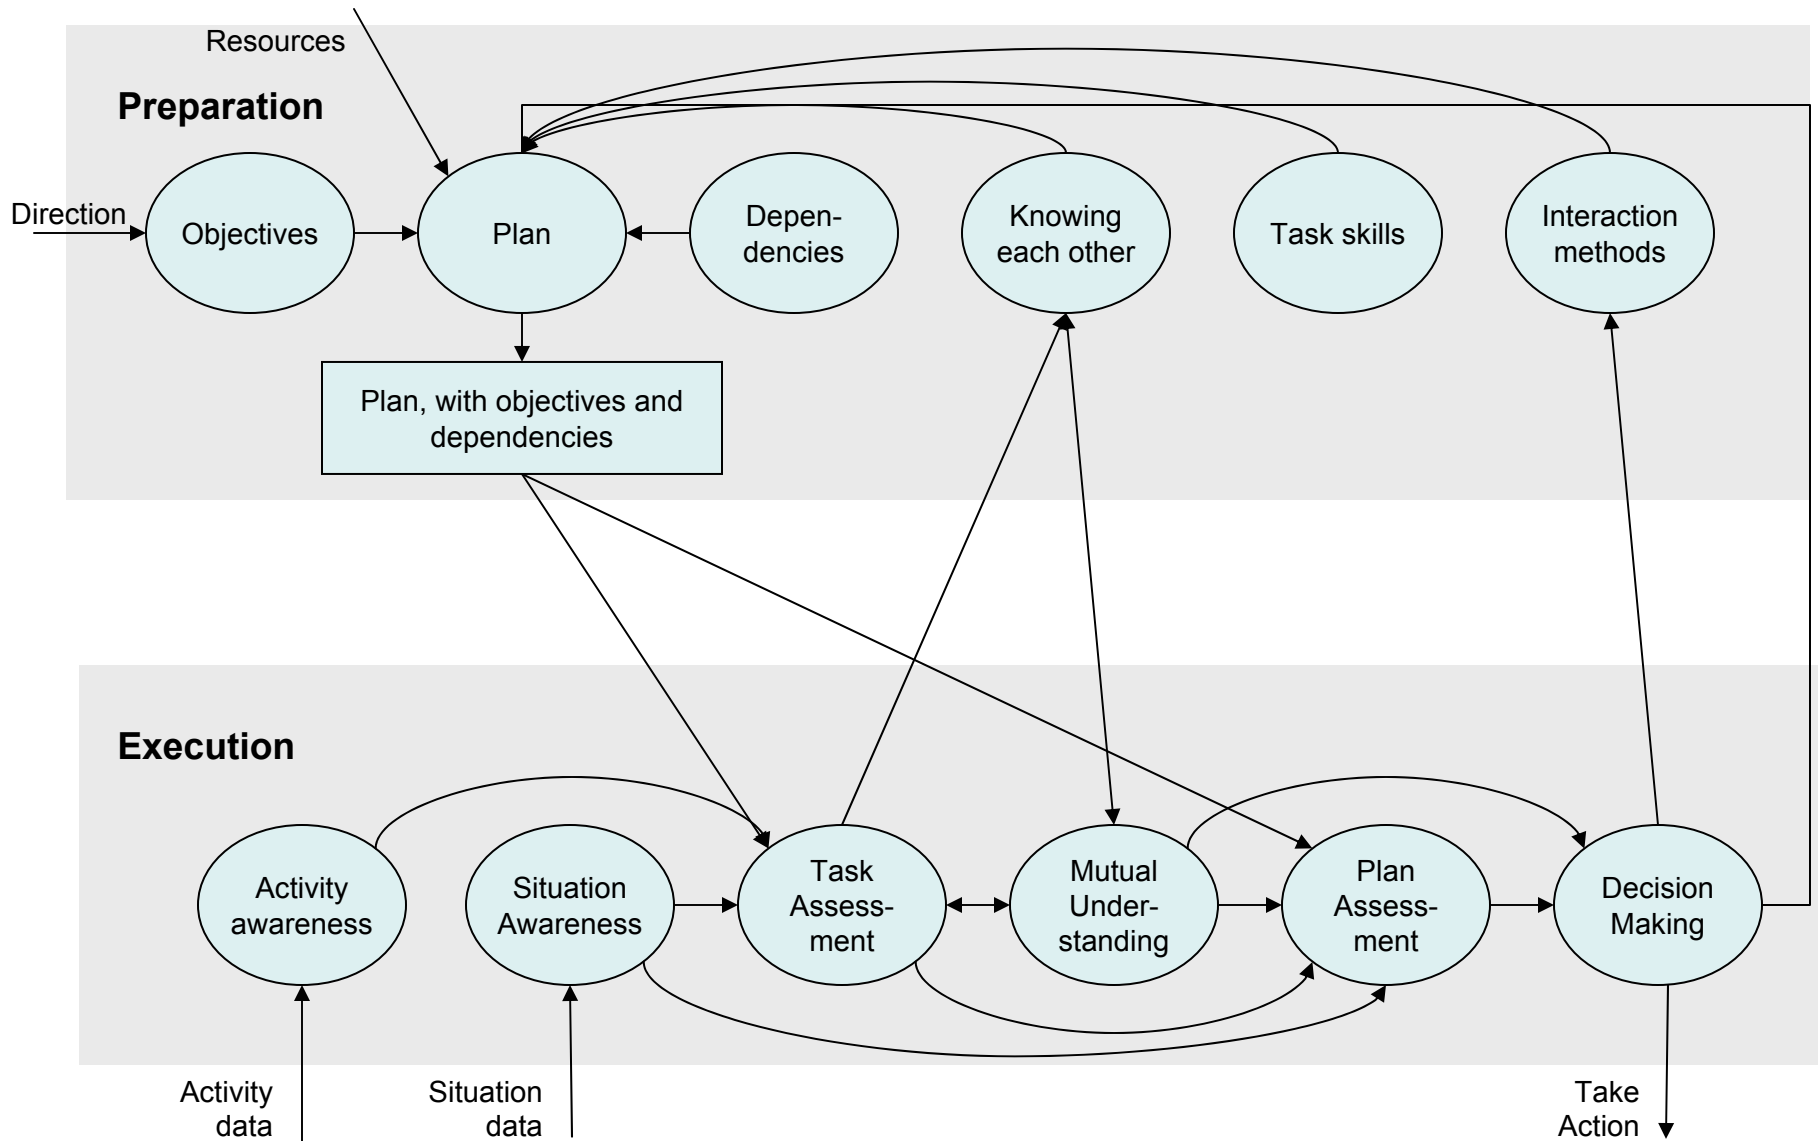 Resources
Preparation
Direction
Objectives
Plan
Depen-
dencies
Knowing
each other
Task skills
Interaction
methods
Plan, with objectives and
dependencies
Execution
Activity
awareness
Situation
Awareness
Task
Assess-
ment
Mutual
Under-
standing
Plan
Assess-
ment
Decision
Making
Activity
data
Situation
data
Take
Action